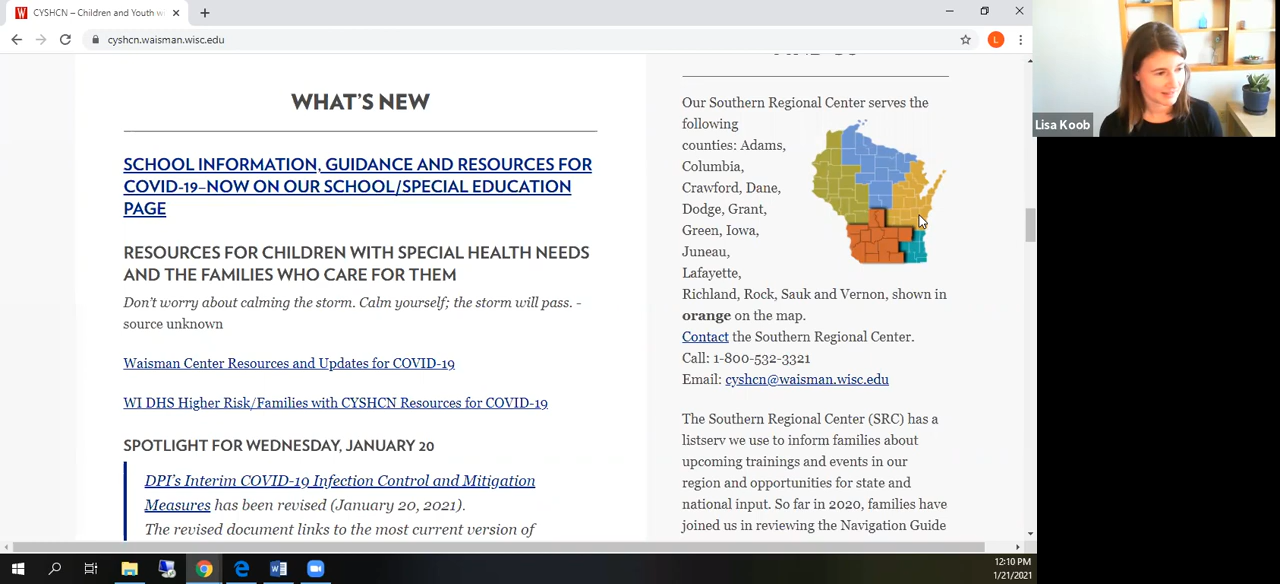 CYSHCN – Children and Youth wi
cyshcn.waisman.wisc.edu
WHAT'S NEW
SCHOOL INFORMATION, GUIDANCE AND RESOURCES FOR
COVID-19–NOW ON OUR SCHOOL/SPECIAL EDUCATION
PAGE
RESOURCES FOR CHILDREN WITH SPECIAL HEALTH NEEDS
AND THE FAMILIES WHO CARE FOR THEM
Don't worry about calming the storm. Calm yourself; the storm will pass. -
source unknown
Waisman Center Resources and Updates for COVID-19
WI DHS Higher Risk/Families with CYSHCN Resources for COVID-19
SPOTLIGHT FOR WEDNESDAY, JANUARY 20
DPI's Interim COVID-19 Infection Control and Mitigation
Measures has been revised (January 20, 2021).
The revised document links to the most current version of
Our Southern Regional Center serves the
following
counties: Adams,
Columbia,
Crawford, Dane,
Dodge, Grant,
Green, Iowa,
Juneau,
Lafayette,
Richland, Rock, Sauk and Vernon, shown in
orange on the map.
Contact the Southern Regional Center.
Call: 1-800-532-3321
Email: cyshcn@waisman.wisc.edu
The Southern Regional Center (SRC) has a
listserv we use to inform families about
upcoming trainings and events in our
region and opportunities for state and
national input. So far in 2020, families have
joined us in reviewing the Navigation Guide
Lisa Koob
L
12:10 PM
1/21/2021